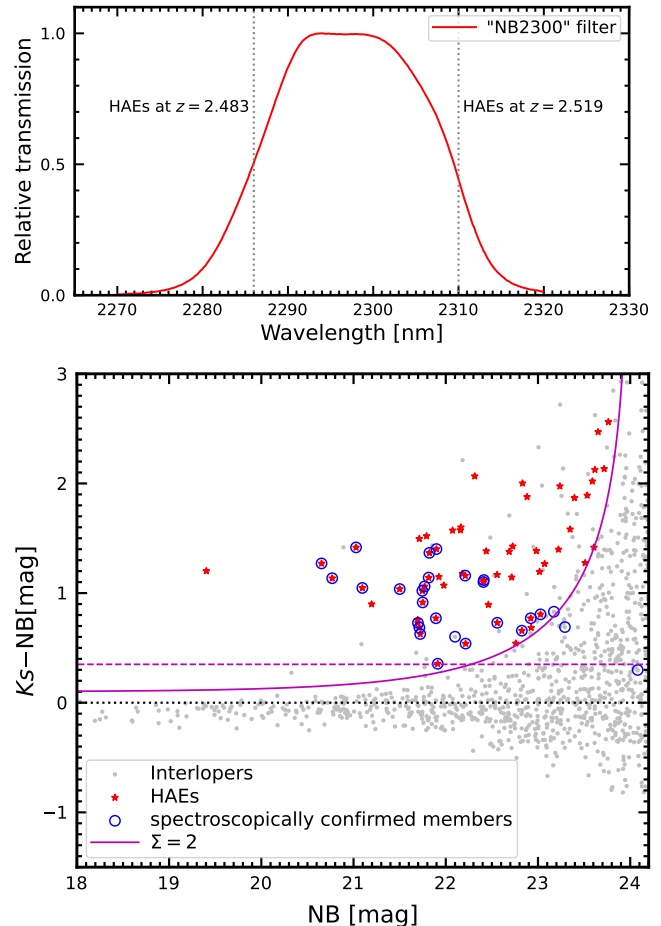 "NB2300" filter
HAEs at z = 2.483
HAEs at z = 2.519
Relative transmission
1.0
0.5
0.0
2270 2280 2290 2300 2310 2320 2330
Wavelength [nm]
Ks−NB[mag]
3
2
1
0
−1
Interlopers
HAEs
spectroscopically confirmed members
Σ = 2
18 19 20 21 22 23 24
NB [mag]